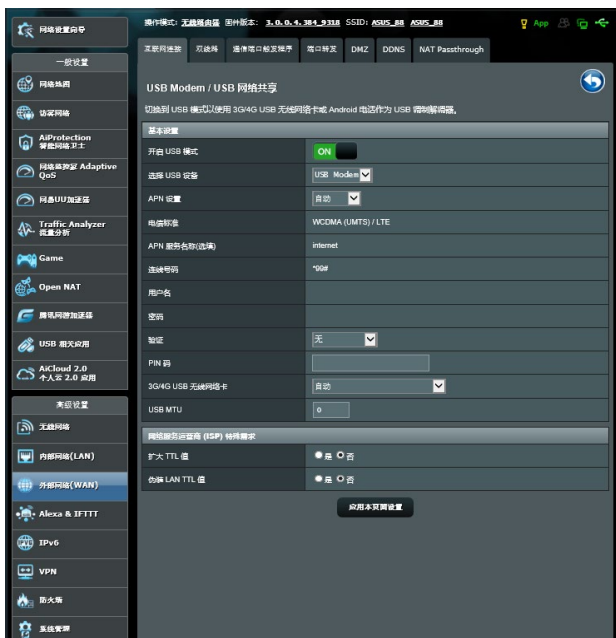 网络设置向导
操作模式: 无线路由器 固件版本: 3.0.0.4.384_9318 SSID: ASUS_88 ASUS_88
App
互联网连接 双线路 通信端口触发程序 端口转发 DMZ DDNS NAT Passthrough
一般设置
网络地图
访客网络
AiProtection
智能网络卫士
网络监控家 Adaptive
QoS
网易UU加速器
Traffic Analyzer
流量分析
Game
Open NAT
腾讯网游加速器
USB 相关应用
AiCloud 2.0
个人云 2.0 应用
高级设置
无线网络
内部网络(LAN)
外部网络(WAN)
Alexa & IFTTT
IPv6
VPN
防火墙
系统管理
USB Modem / USB 网络共享
切换到 USB 模式以使用 3G/4G USB 无线网络卡或 Android 电话作为 USB 调制解调器。
基本设置
开启 USB 模式 ON
选择 USB 设备 USB Modem
APN 设置 自动
电信标准 WCDMA (UMTS) / LTE
APN 服务名称(选填) internet
连线号码 *99#
用户名
密码
验证 无
PIN 码
3G/4G USB 无线网络卡 自动
USB MTU 0
网络服务运营商 (ISP) 特殊需求
扩大 TTL 值 是 否
伪装 LAN TTL 值 是 否
应用本页面设置